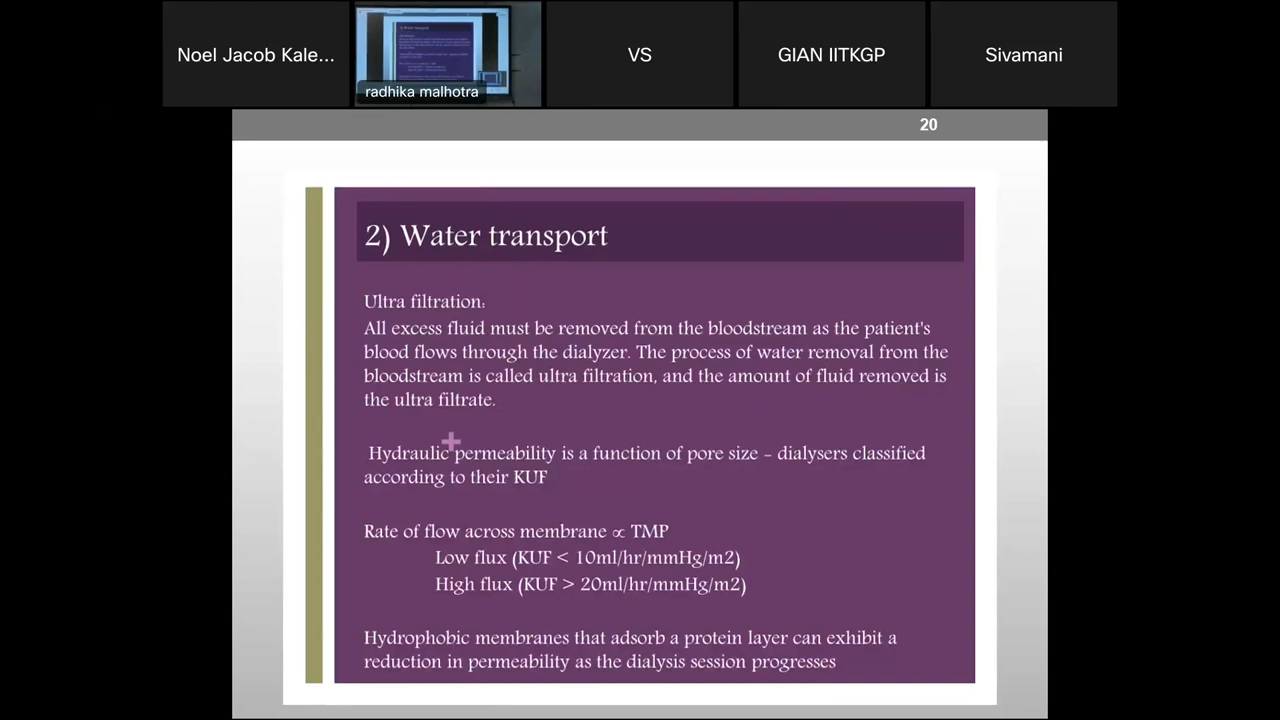 Noel Jacob Kale...
radhika malhotra
VS
GIAN IITKGP
Sivamani
20
2) Water transport
Ultra filtration:
All excess fluid must be removed from the bloodstream as the patient's
blood flows through the dialyzer. The process of water removal from the
bloodstream is called ultra filtration, and the amount of fluid removed is
the ultra filtrate.
Hydraulic permeability is a function of pore size - dialysers classified
according to their KUF
Rate of flow across membrane ∝ TMP
Low flux (KUF < 10ml/hr/mmHg/m2)
High flux (KUF > 20ml/hr/mmHg/m2)
Hydrophobic membranes that adsorb a protein layer can exhibit a
reduction in permeability as the dialysis session progresses